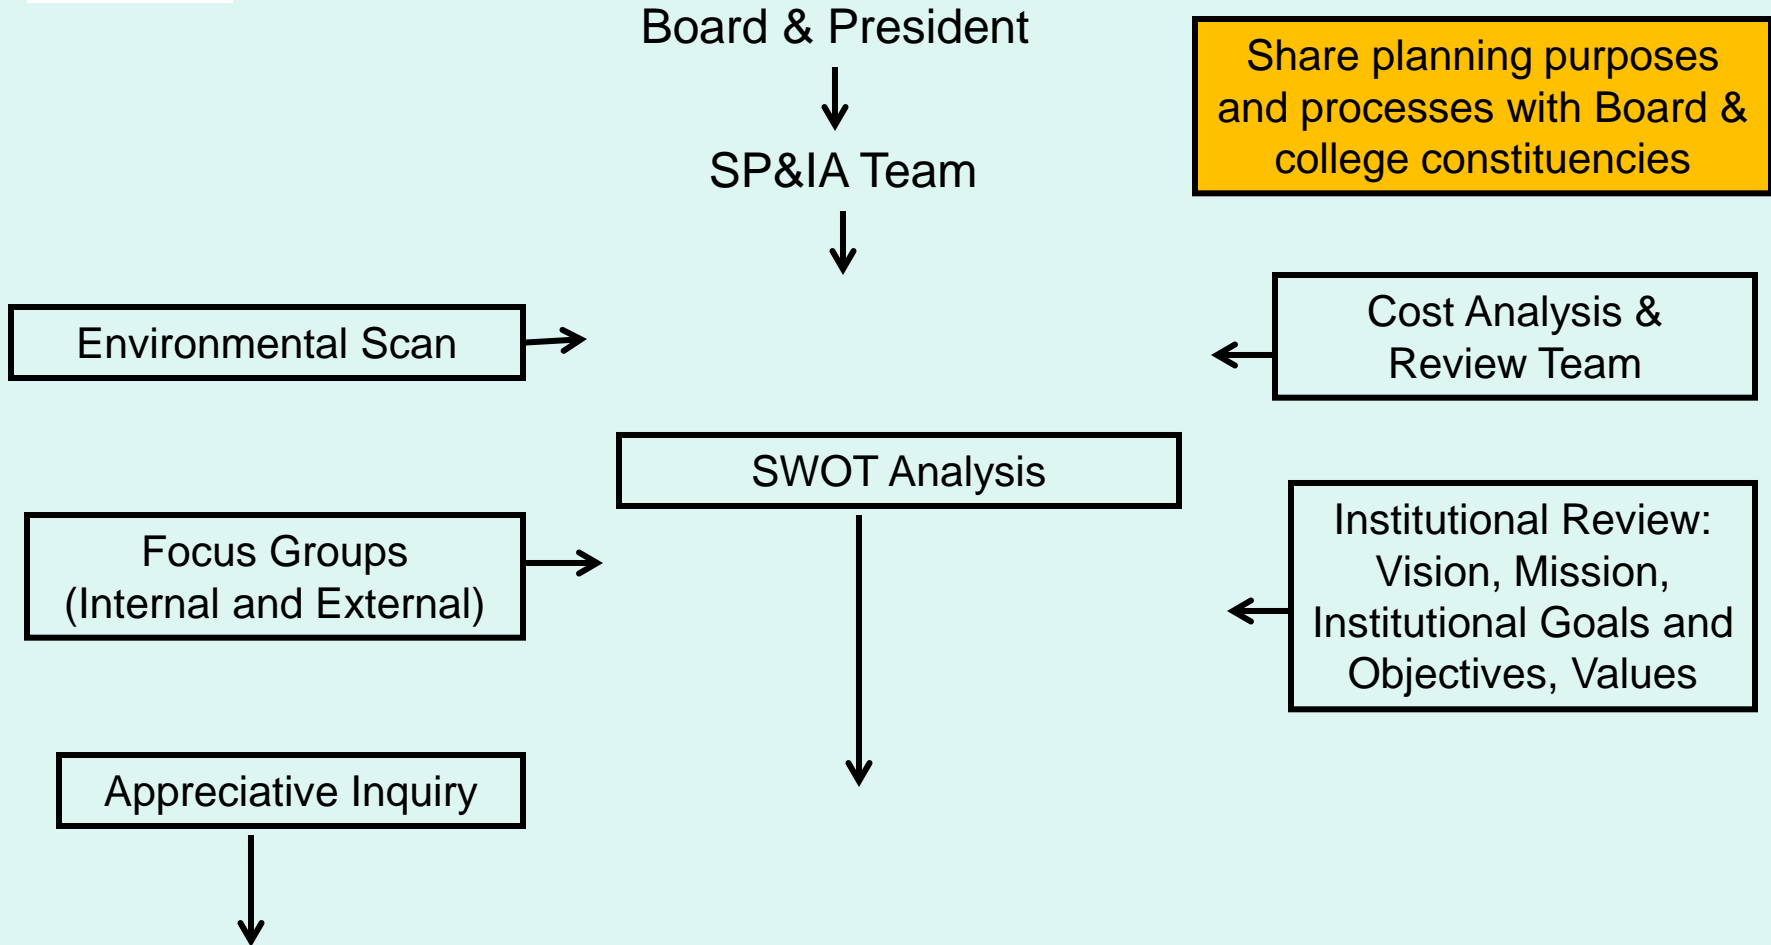 Board & President
Share planning purposes
and processes with Board &
college constituencies
SP&IA Team
Environmental Scan
Cost Analysis &
Review Team
SWOT Analysis
Focus Groups
(Internal and External)
Institutional Review:
Vision, Mission,
Institutional Goals and
Objectives, Values
Appreciative Inquiry